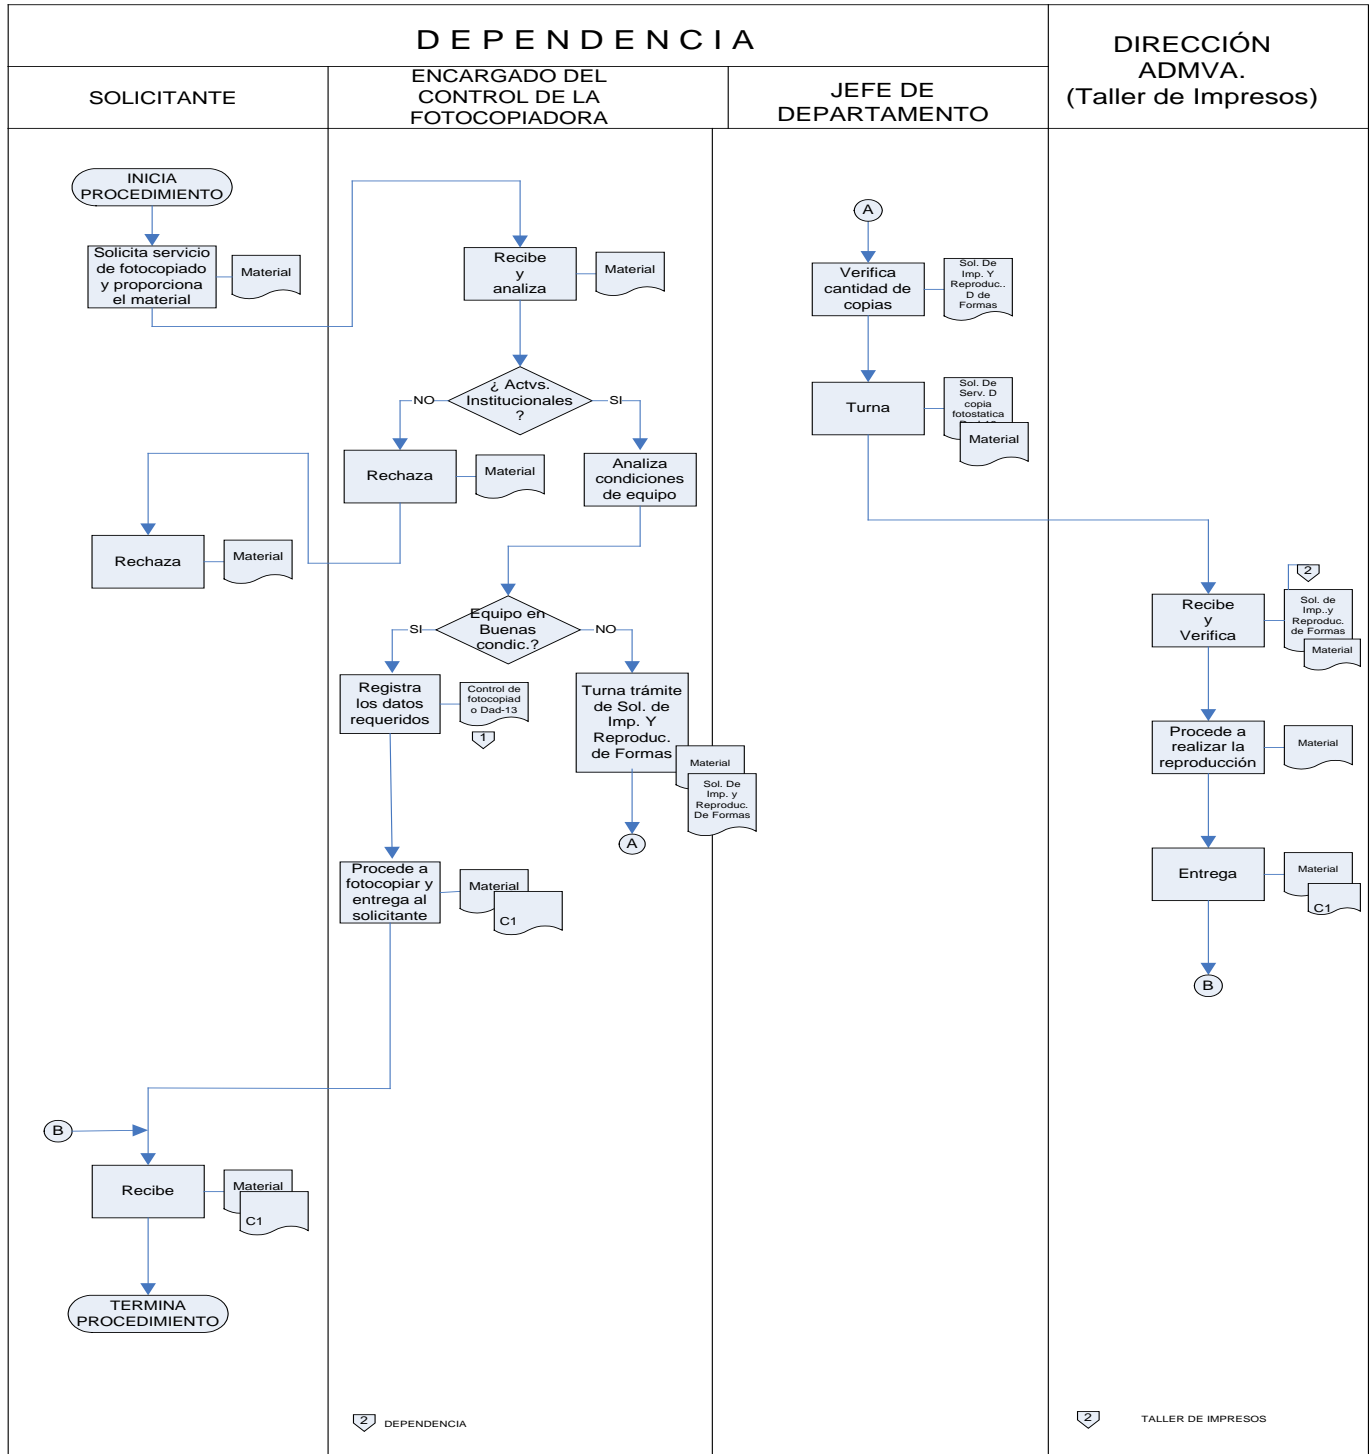 D E P E N D E N C I A
DIRECCIÓN
ADMVA.
(Taller de Impresos)
SOLICITANTE
ENCARGADO DEL
CONTROL DE LA
FOTOCOPIADORA
JEFE DE
DEPARTAMENTO
INICIA
PROCEDIMIENTO
Solicita servicio
de fotocopiado
y proporciona
el material
Material
Recibe
y
analiza
Material
¿ Actvs.
Institucionales
?
NO
SI
Rechaza
Material
Analiza
condiciones
de equipo
Rechaza
Material
Equipo en
Buenas
condic.?
SI
NO
Registra
los datos
requeridos
Control de
fotocopiad
o Dad-13
1
Turna trámite
de Sol. de
Imp. Y
Reproduc.
de Formas
Material
Sol. De
Imp. y
Reproduc.
De Formas
A
Procede a
fotocopiar y
entrega al
solicitante
Material
C1
A
Verifica
cantidad de
copias
Sol. De
Imp. Y
Reproduc..
D de
Formas
Turna
Sol. De
Serv. D
copia
fotostatica
Material
2
Recibe
y
Verifica
Sol. de
Imp..y
Reproduc.
de Formas
Material
Procede a
realizar la
reproducción
Material
Entrega
Material
C1
B
B
Recibe
Material
C1
TERMINA
PROCEDIMIENTO
2 DEPENDENCIA
2 TALLER DE IMPRESOS